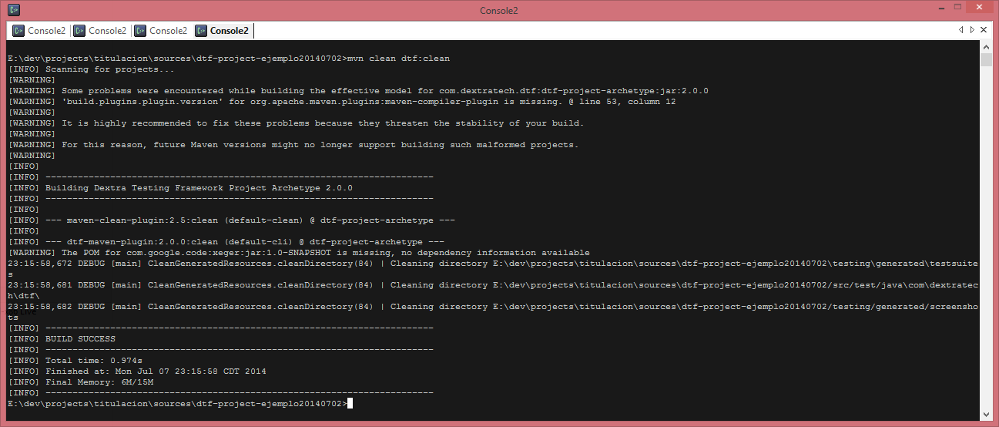 Console2
Console2 Console2 Console2 Console2
E:\dev\projects\titulacion\sources\dtf-project-ejemplo20140702>mvn clean dtf:clean
[INFO] Scanning for projects...
[WARNING]
[WARNING] Some problems were encountered while building the effective model for com.dextratech.dtf:dtf-project-archetype:jar:2.0.0
[WARNING] 'build.plugins.plugin.version' for org.apache.maven.plugins:maven-compiler-plugin is missing. @ line 53, column 12
[WARNING]
[WARNING] It is highly recommended to fix these problems because they threaten the stability of your build.
[WARNING]
[WARNING] For this reason, future Maven versions might no longer support building such malformed projects.
[WARNING]
[INFO]
[INFO] ------------------------------------------------------------------------
[INFO] Building Dextra Testing Framework Project Archetype 2.0.0
[INFO] ------------------------------------------------------------------------
[INFO]
[INFO] --- maven-clean-plugin:2.5:clean (default-clean) @ dtf-project-archetype ---
[INFO]
[INFO] --- dtf-maven-plugin:2.0.0:clean (default-cli) @ dtf-project-archetype ---
[WARNING] The POM for com.google.code:xeger:jar:1.0-SNAPSHOT is missing, no dependency information available
23:15:58,672 DEBUG [main] CleanGeneratedResources.cleanDirectory(84) | Cleaning directory E:\dev\projects\titulacion\sources\dtf-project-ejemplo20140702\testing\generated\testsuite
s
23:15:58,681 DEBUG [main] CleanGeneratedResources.cleanDirectory(84) | Cleaning directory E:\dev\projects\titulacion\sources\dtf-project-ejemplo20140702/src/test/java\com\dextratec
h\dtf\
23:15:58,682 DEBUG [main] CleanGeneratedResources.cleanDirectory(84) | Cleaning directory E:\dev\projects\titulacion\sources\dtf-project-ejemplo20140702/testing/generated/screensho
ts
[INFO] ------------------------------------------------------------------------
[INFO] BUILD SUCCESS
[INFO] ------------------------------------------------------------------------
[INFO] Total time: 0.974s
[INFO] Finished at: Mon Jul 07 23:15:58 CDT 2014
[INFO] Final Memory: 6M/15M
[INFO] ------------------------------------------------------------------------
E:\dev\projects\titulacion\sources\dtf-project-ejemplo20140702>